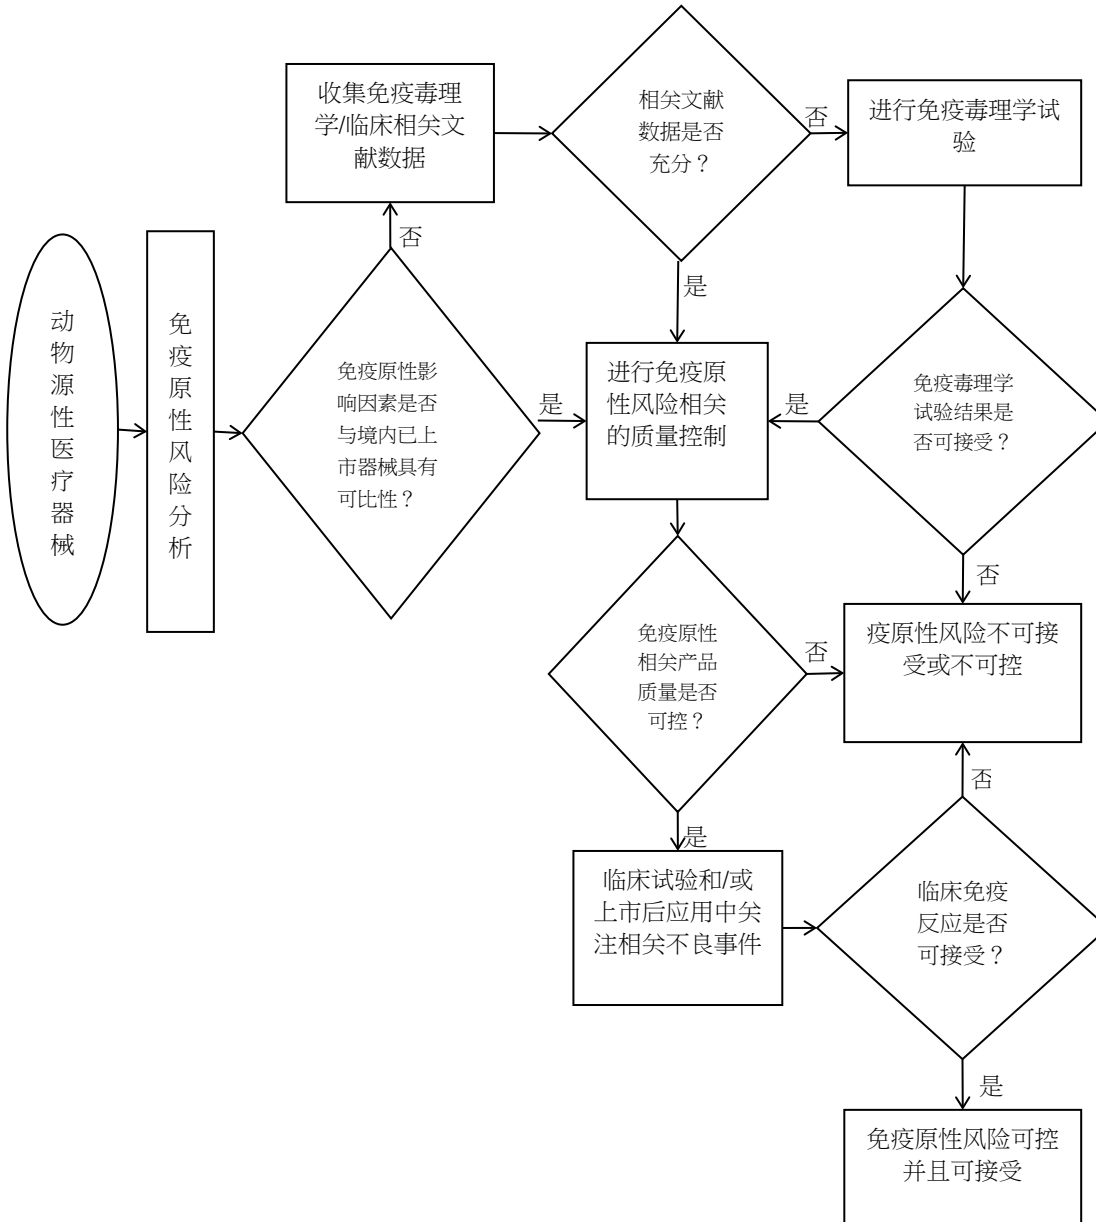 动物源性医疗器械
免疫原性风险分析
免疫原性影
响因素是否
与境内已上
市器械具有
可比性？
否
收集免疫毒理
学/临床相关文
献数据
相关文献
数据是否
充分？
否
进行免疫毒理学试
验
是
是
进行免疫原
性风险相关
的质量控制
是
免疫毒理学
试验结果是
否可接受？
否
免疫原性
相关产品
质量是否
可控？
否
疫原性风险不可接
受或不可控
是
否
临床试验和/或
上市后应用中关
注相关不良事件
临床免疫
反应是否
可接受？
是
免疫原性风险可控
并且可接受